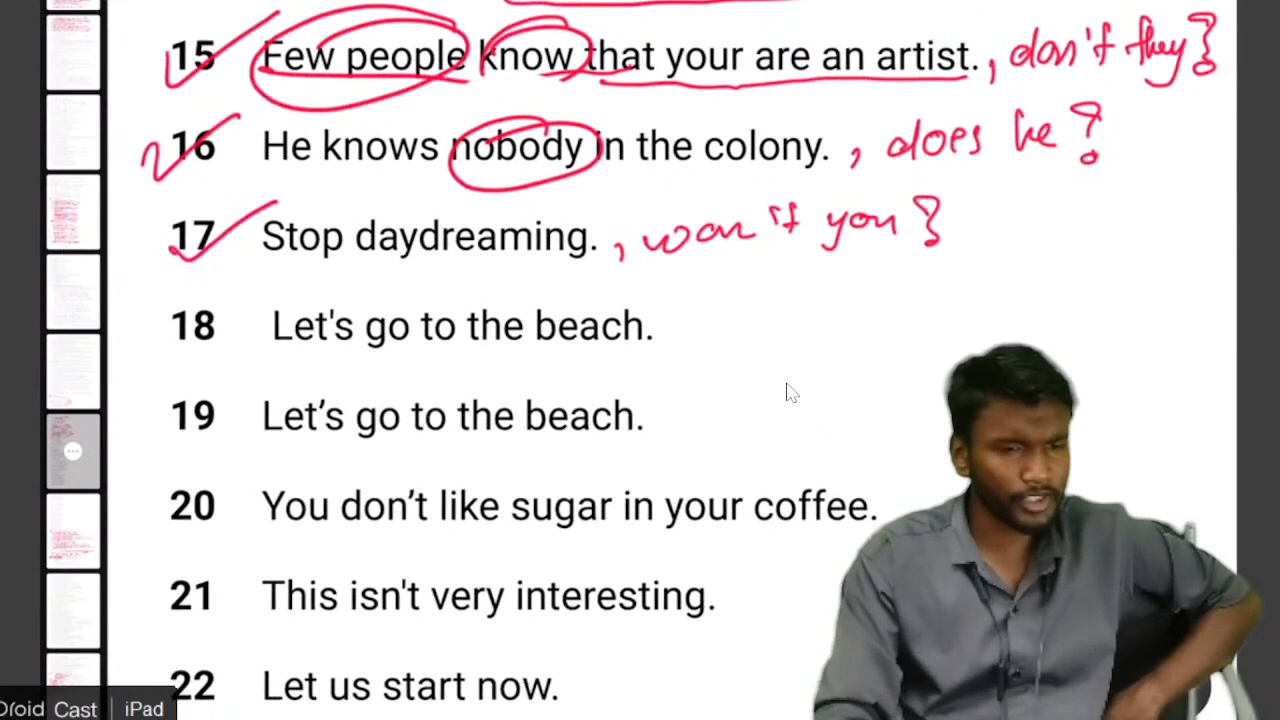 15 Few people know that your are an artist. , don't they?
16 He knows nobody in the colony. , does he?
17 Stop daydreaming. , won't you?
18 Let's go to the beach.
19 Let’s go to the beach.
20 You don’t like sugar in your coffee.
21 This isn't very interesting.
22 Let us start now.
Droid Cast | iPad